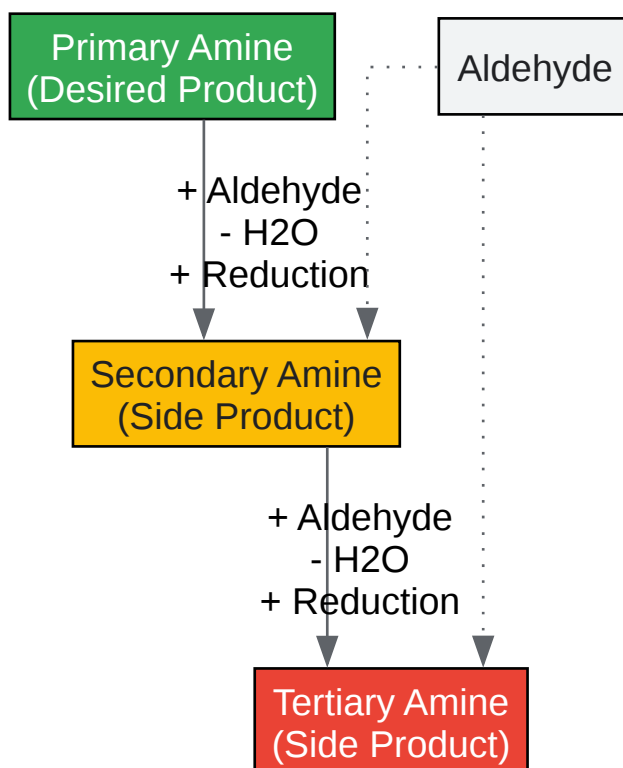 Primary Amine
(Desired Product)
Aldehyde
+ Aldehyde
- H2O
+ Reduction
Secondary Amine
(Side Product)
+ Aldehyde
- H2O
+ Reduction
Tertiary Amine
(Side Product)